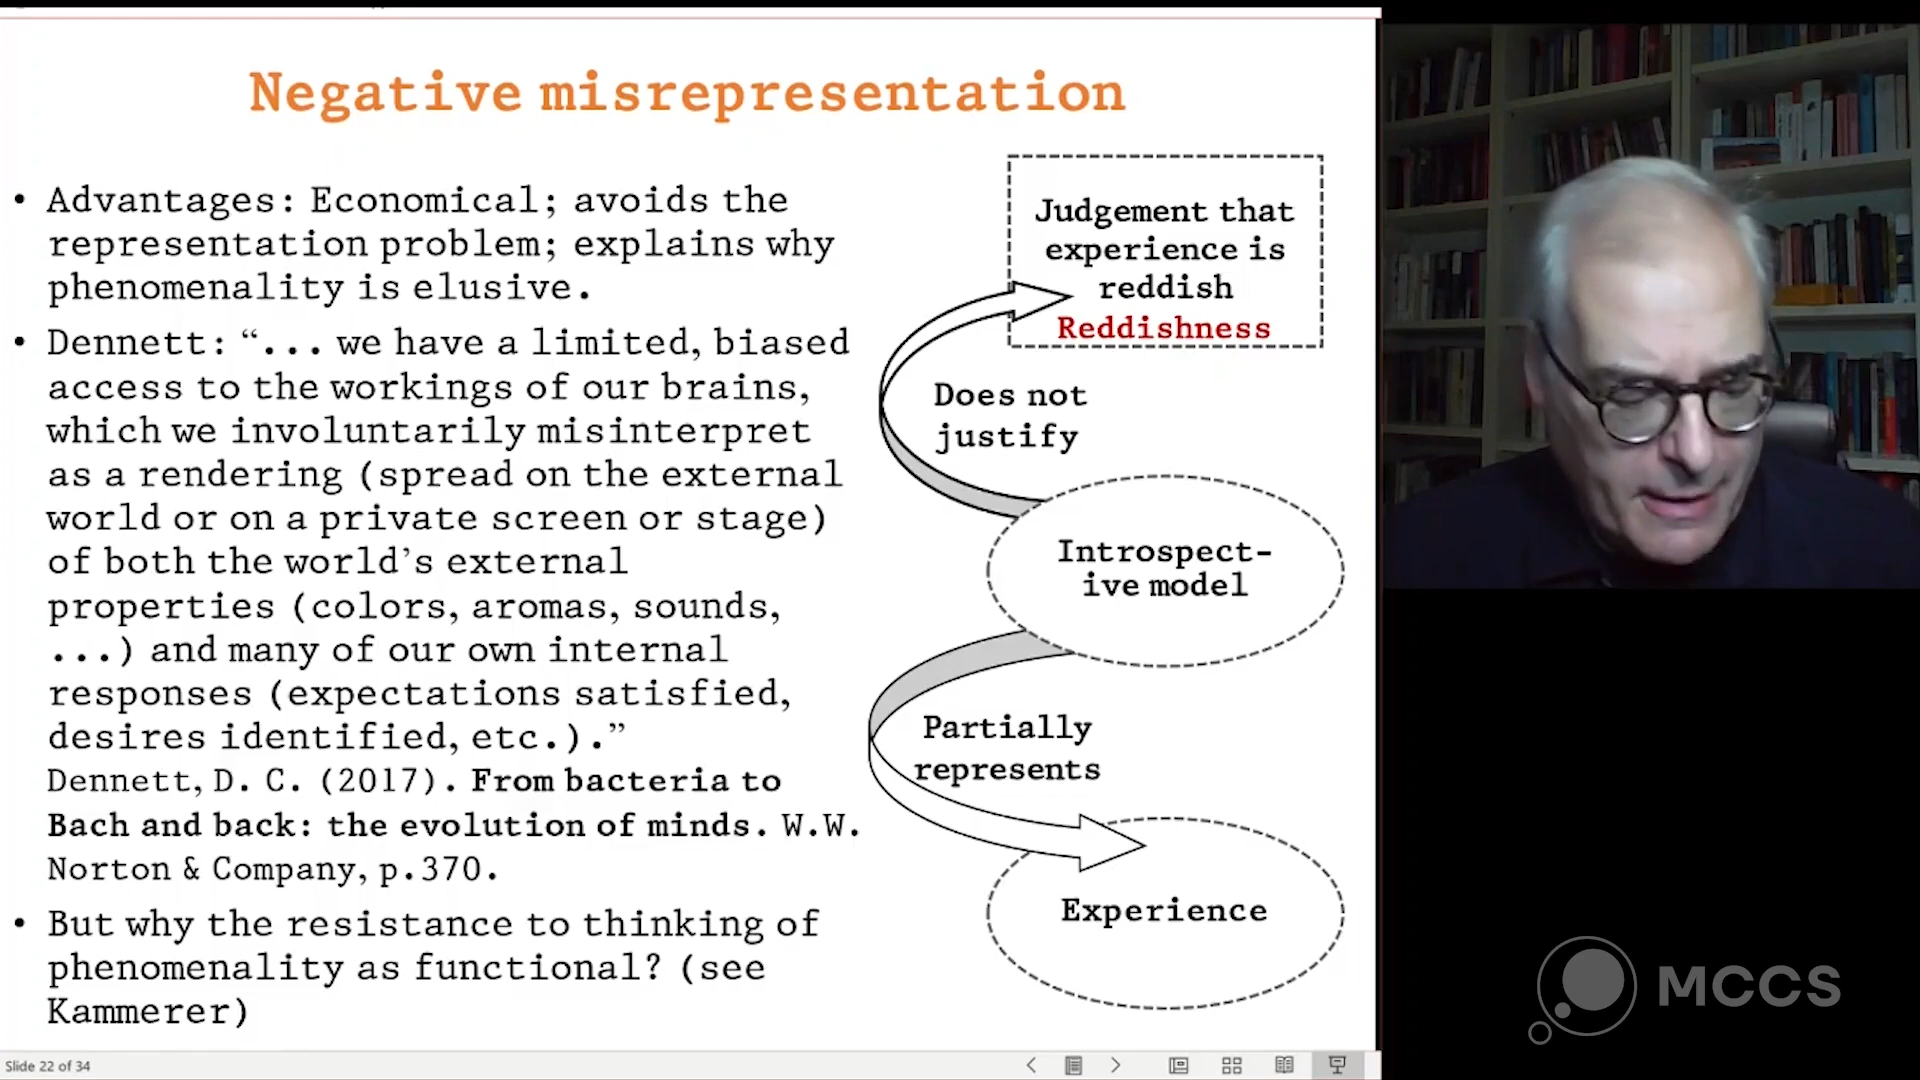 Negative misrepresentation
• Advantages: Economical; avoids the
representation problem; explains why
phenomenality is elusive.
• Dennett: “... we have a limited, biased
access to the workings of our brains,
which we involuntarily misinterpret
as a rendering (spread on the external
world or on a private screen or stage)
of both the world’s external
properties (colors, aromas, sounds,
...) and many of our own internal
responses (expectations satisfied,
desires identified, etc.).”
Dennett, D. C. (2017). From bacteria to
Bach and back: the evolution of minds. W.W.
Norton & Company, p.370.
• But why the resistance to thinking of
phenomenality as functional? (see
Kammerer)
Judgement that
experience is
reddish
Reddishness
Does not
justify
Introspect-
ive model
Partially
represents
Experience
Slide 22 of 34
MCCS